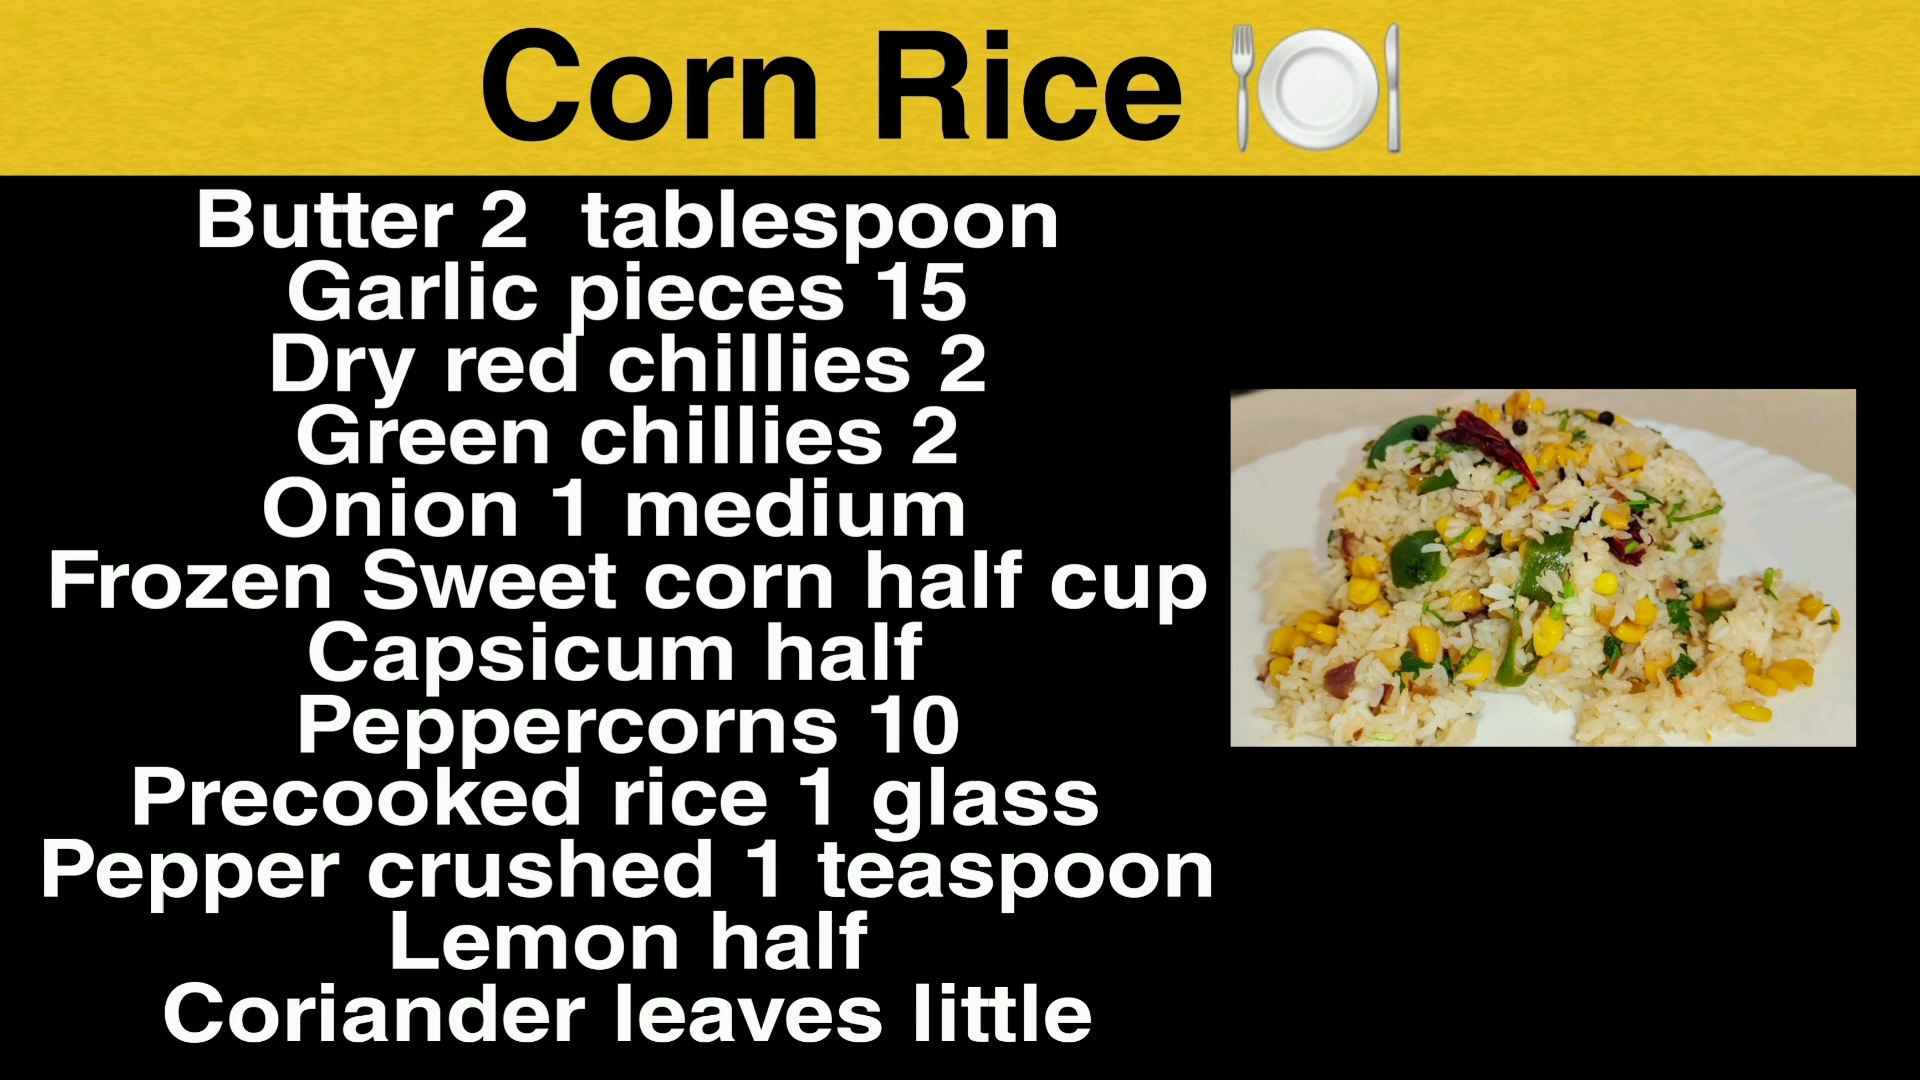 Corn Rice 🍽
Butter 2  tablespoon
Garlic pieces 15
Dry red chillies 2
Green chillies 2
Onion 1 medium
Frozen Sweet corn half cup
Capsicum half
Peppercorns 10
Precooked rice 1 glass
Pepper crushed 1 teaspoon
Lemon half
Coriander leaves little